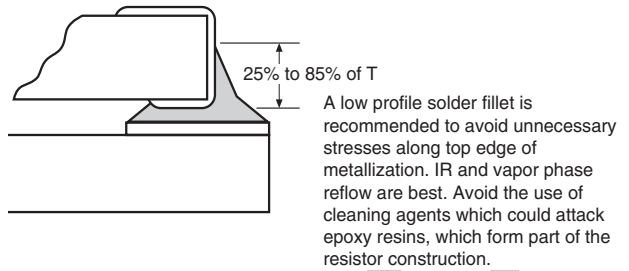 25% to 85% of T
A low profile solder fillet is
recommended to avoid unnecessary
stresses along top edge of
metallization. IR and vapor phase
reflow are best. Avoid the use of
cleaning agents which could attack
epoxy resins, which form part of the
resistor construction.